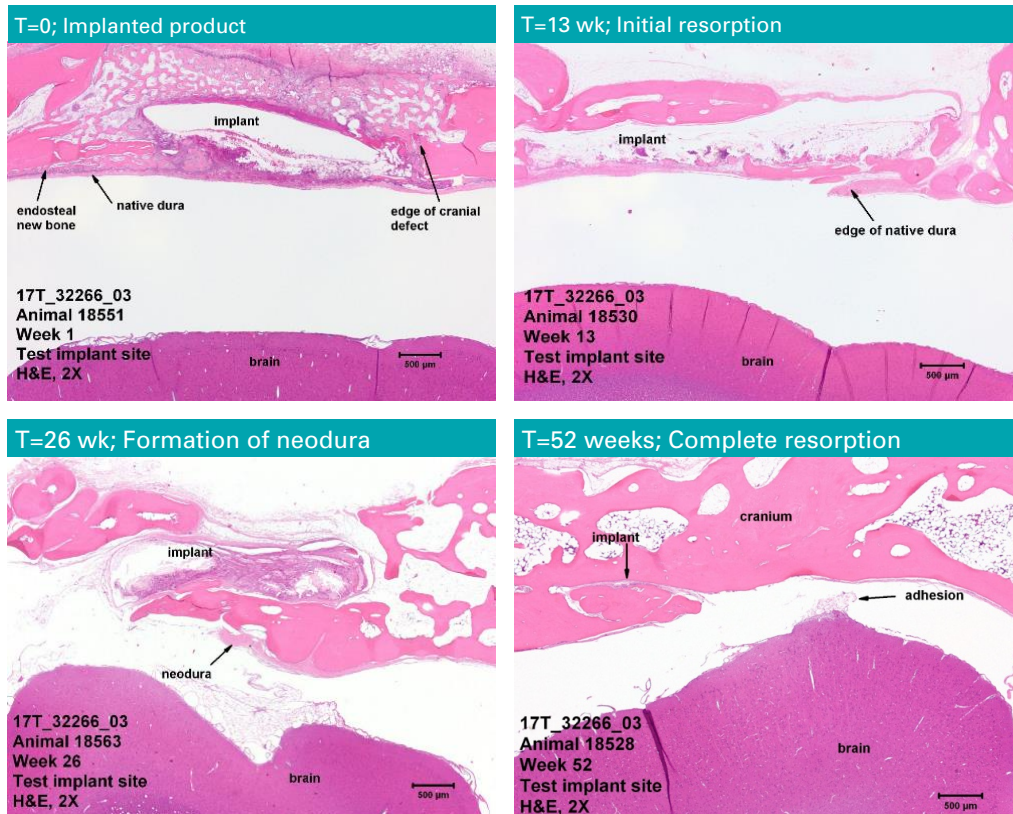 T=0; Implanted product
implant
endosteal
new bone
native dura
edge of cranial
defect
17T_32266_03
Animal 18551
Week 1
Test implant site
H&E, 2X
brain
500 µm
T=13 wk; Initial resorption
implant
edge of native dura
17T_32266_03
Animal 18530
Week 13
Test implant site
H&E, 2X
brain
500 µm
T=26 wk; Formation of neodura
implant
neodura
17T_32266_03
Animal 18563
Week 26
Test implant site
H&E, 2X
brain
500 µm
T=52 weeks; Complete resorption
cranium
implant
adhesion
17T_32266_03
Animal 18528
Week 52
Test implant site
H&E, 2X
brain
500 µm